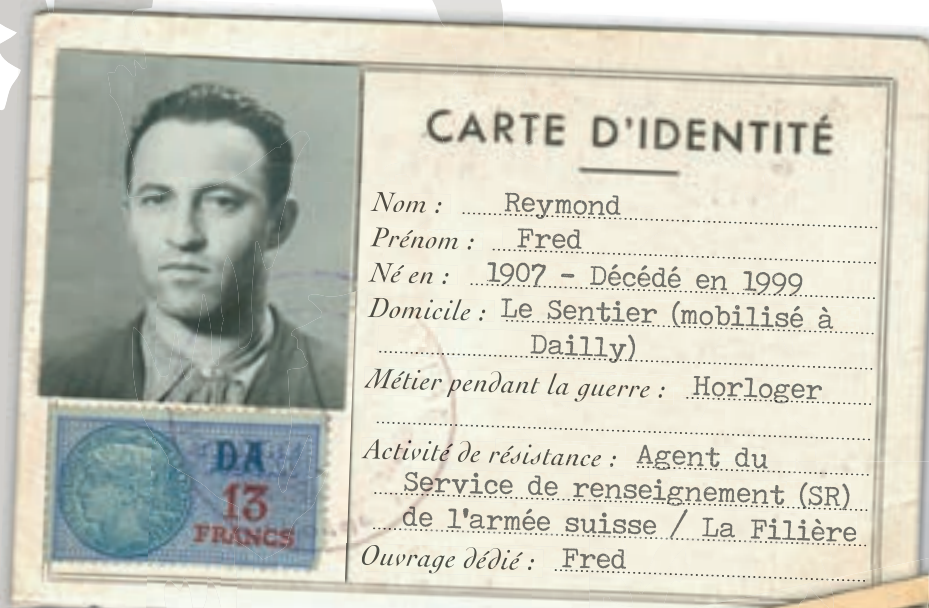 CARTE D'IDENTITÉ
Nom : Reymond
Prénom : Fred
Né en : 1907 - Décédé en 1999
Domicile : Le Sentier (mobilisé à
Dailly)
Métier pendant la guerre : Horloger
Activité de résistance : Agent du
Service de renseignement (SR)
de l'armée suisse / La Filière
Ouvrage dédié : Fred
DA
13
FRANCS